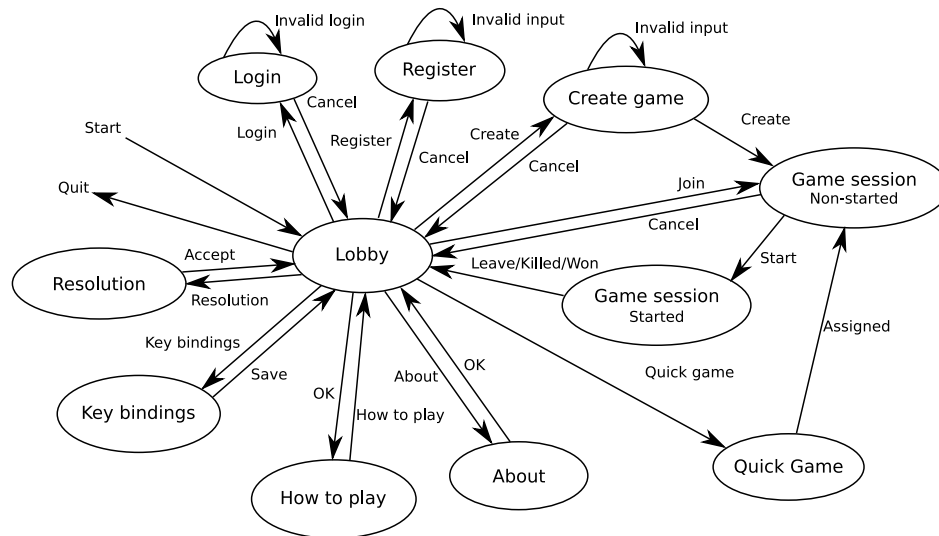 Invalid login
Invalid input
Invalid input
Login
Register
Create game
Cancel
Start
Login
Register
Create
Create
Cancel
Cancel
Quit
Join
Game session
Non-started
Cancel
Accept
Lobby
Leave/Killed/Won
Start
Resolution
Resolution
Game session
Started
Assigned
Key bindings
Save
OK
About
OK
Quick game
Key bindings
How to play
Quick Game
How to play
About